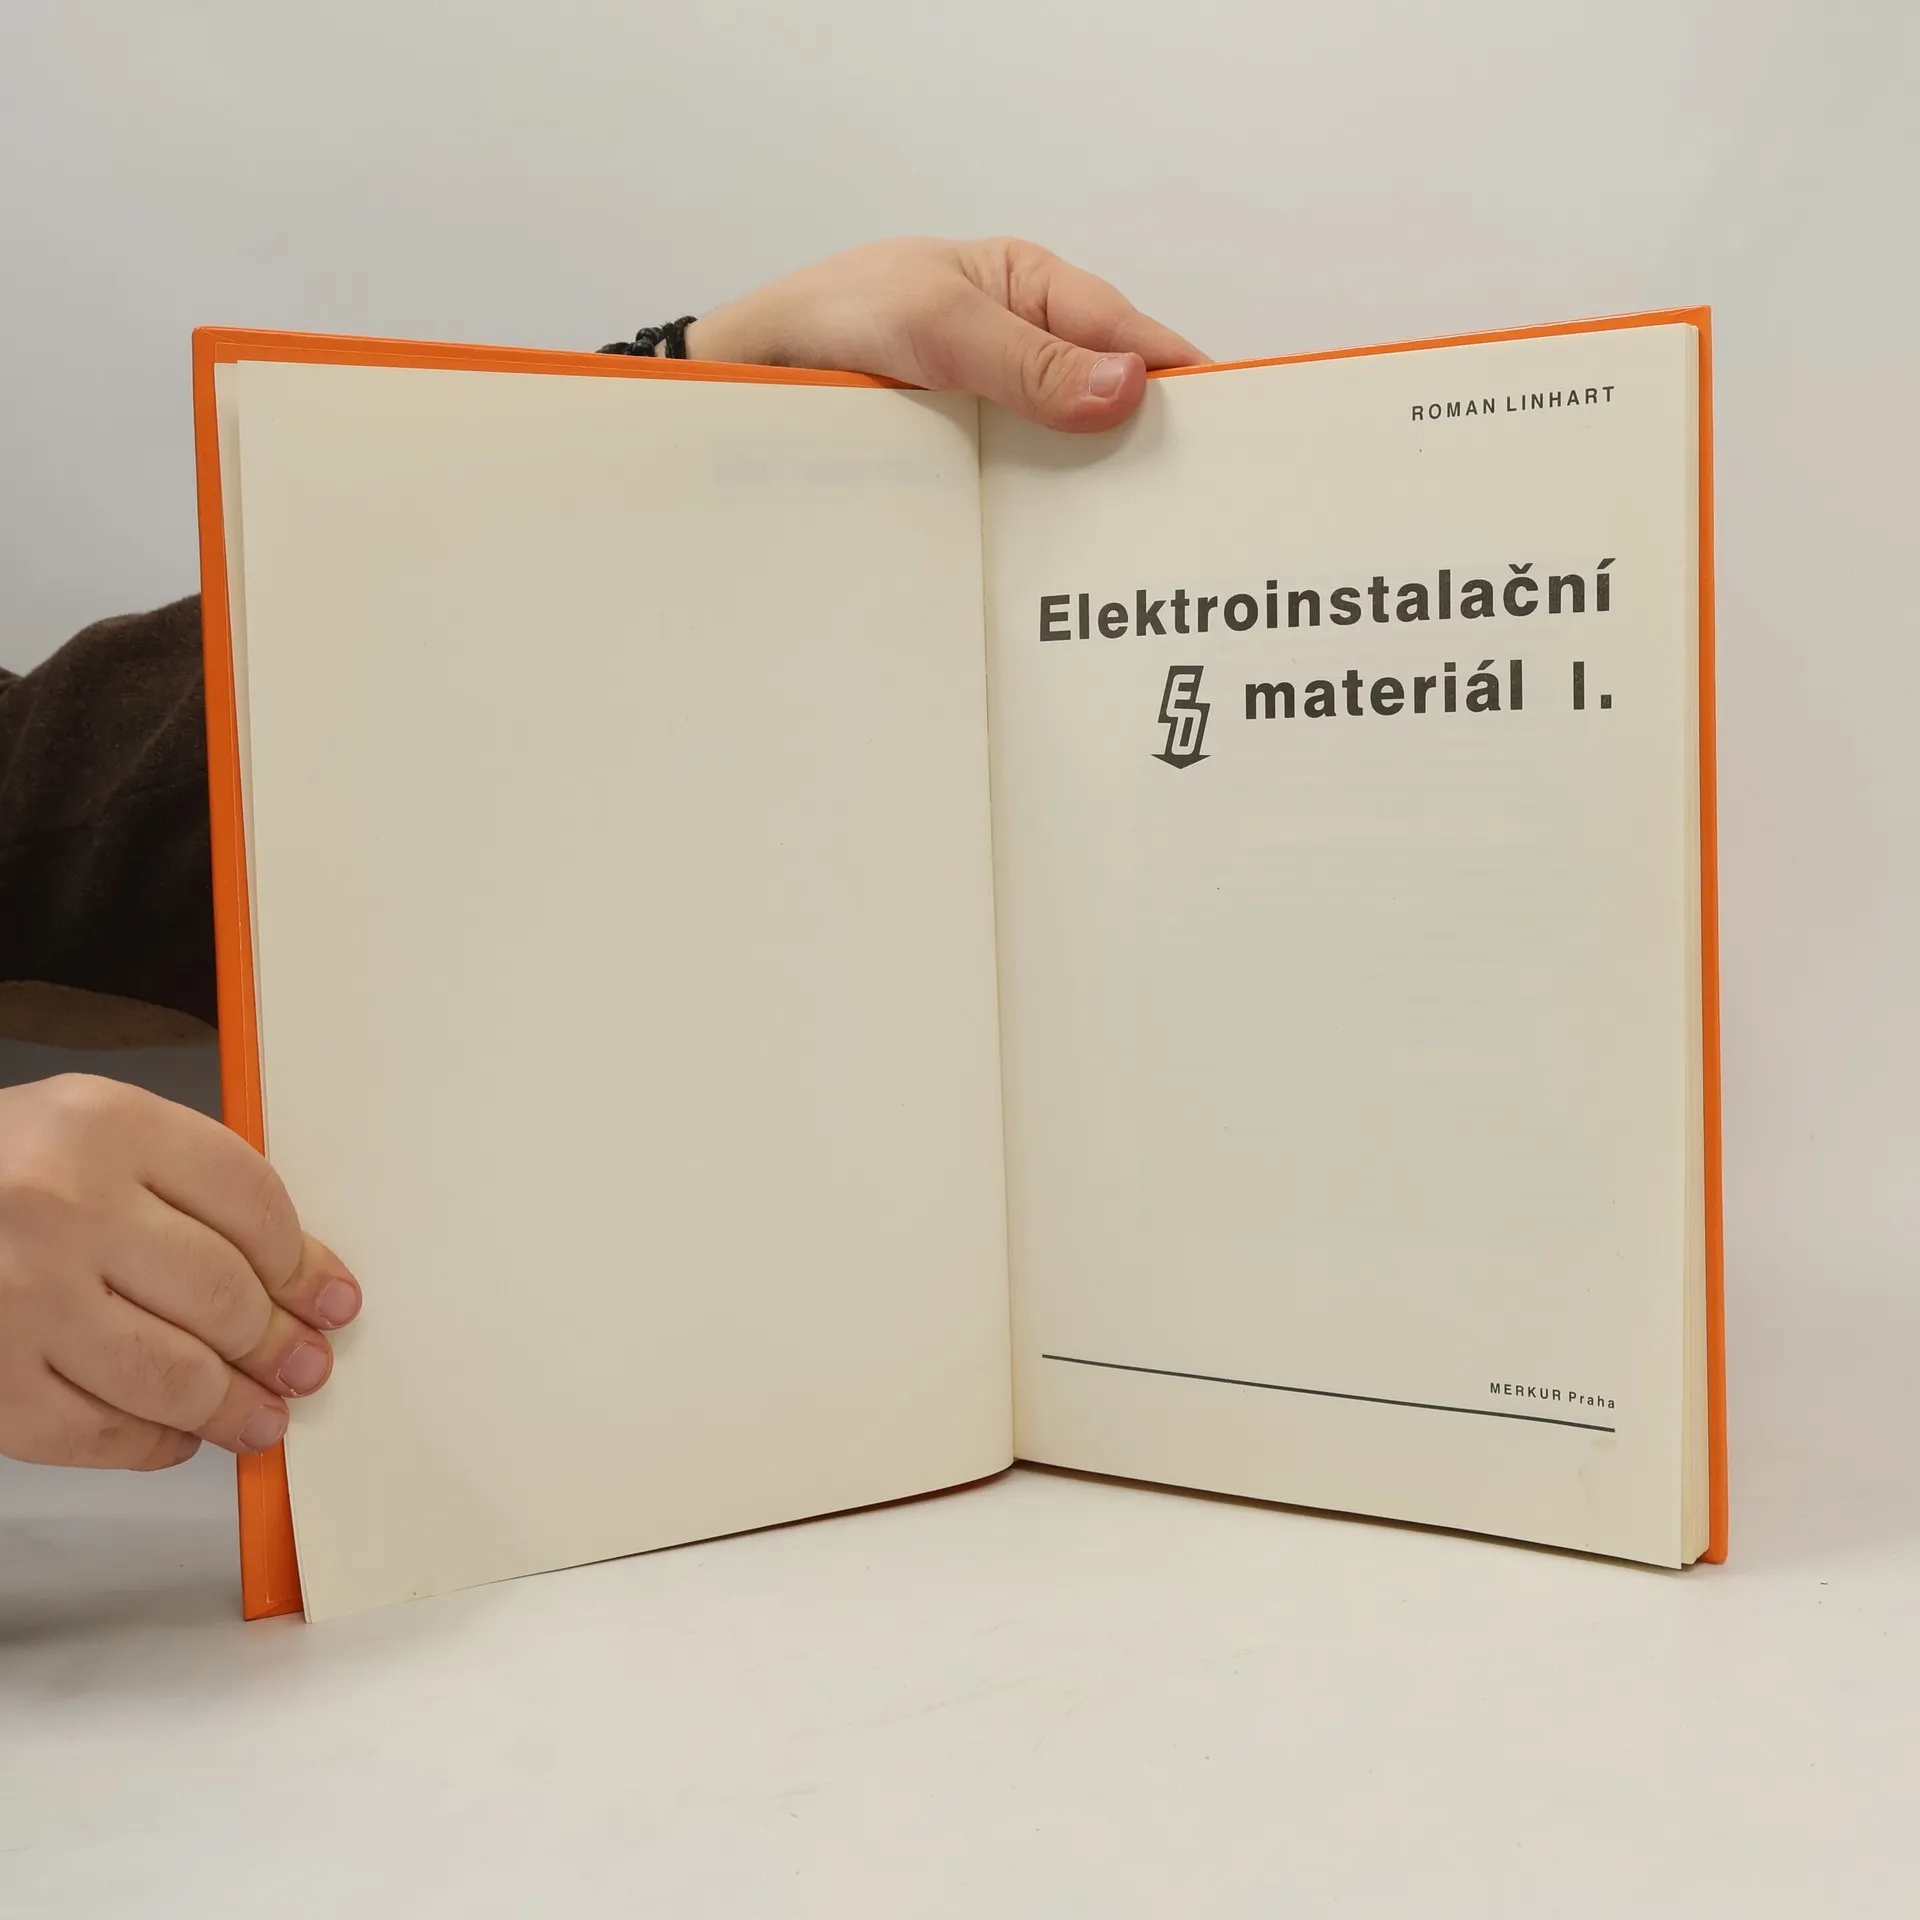 ROMAN LINHART
Elektroinstalační
materiál I.
MERKUR Praha